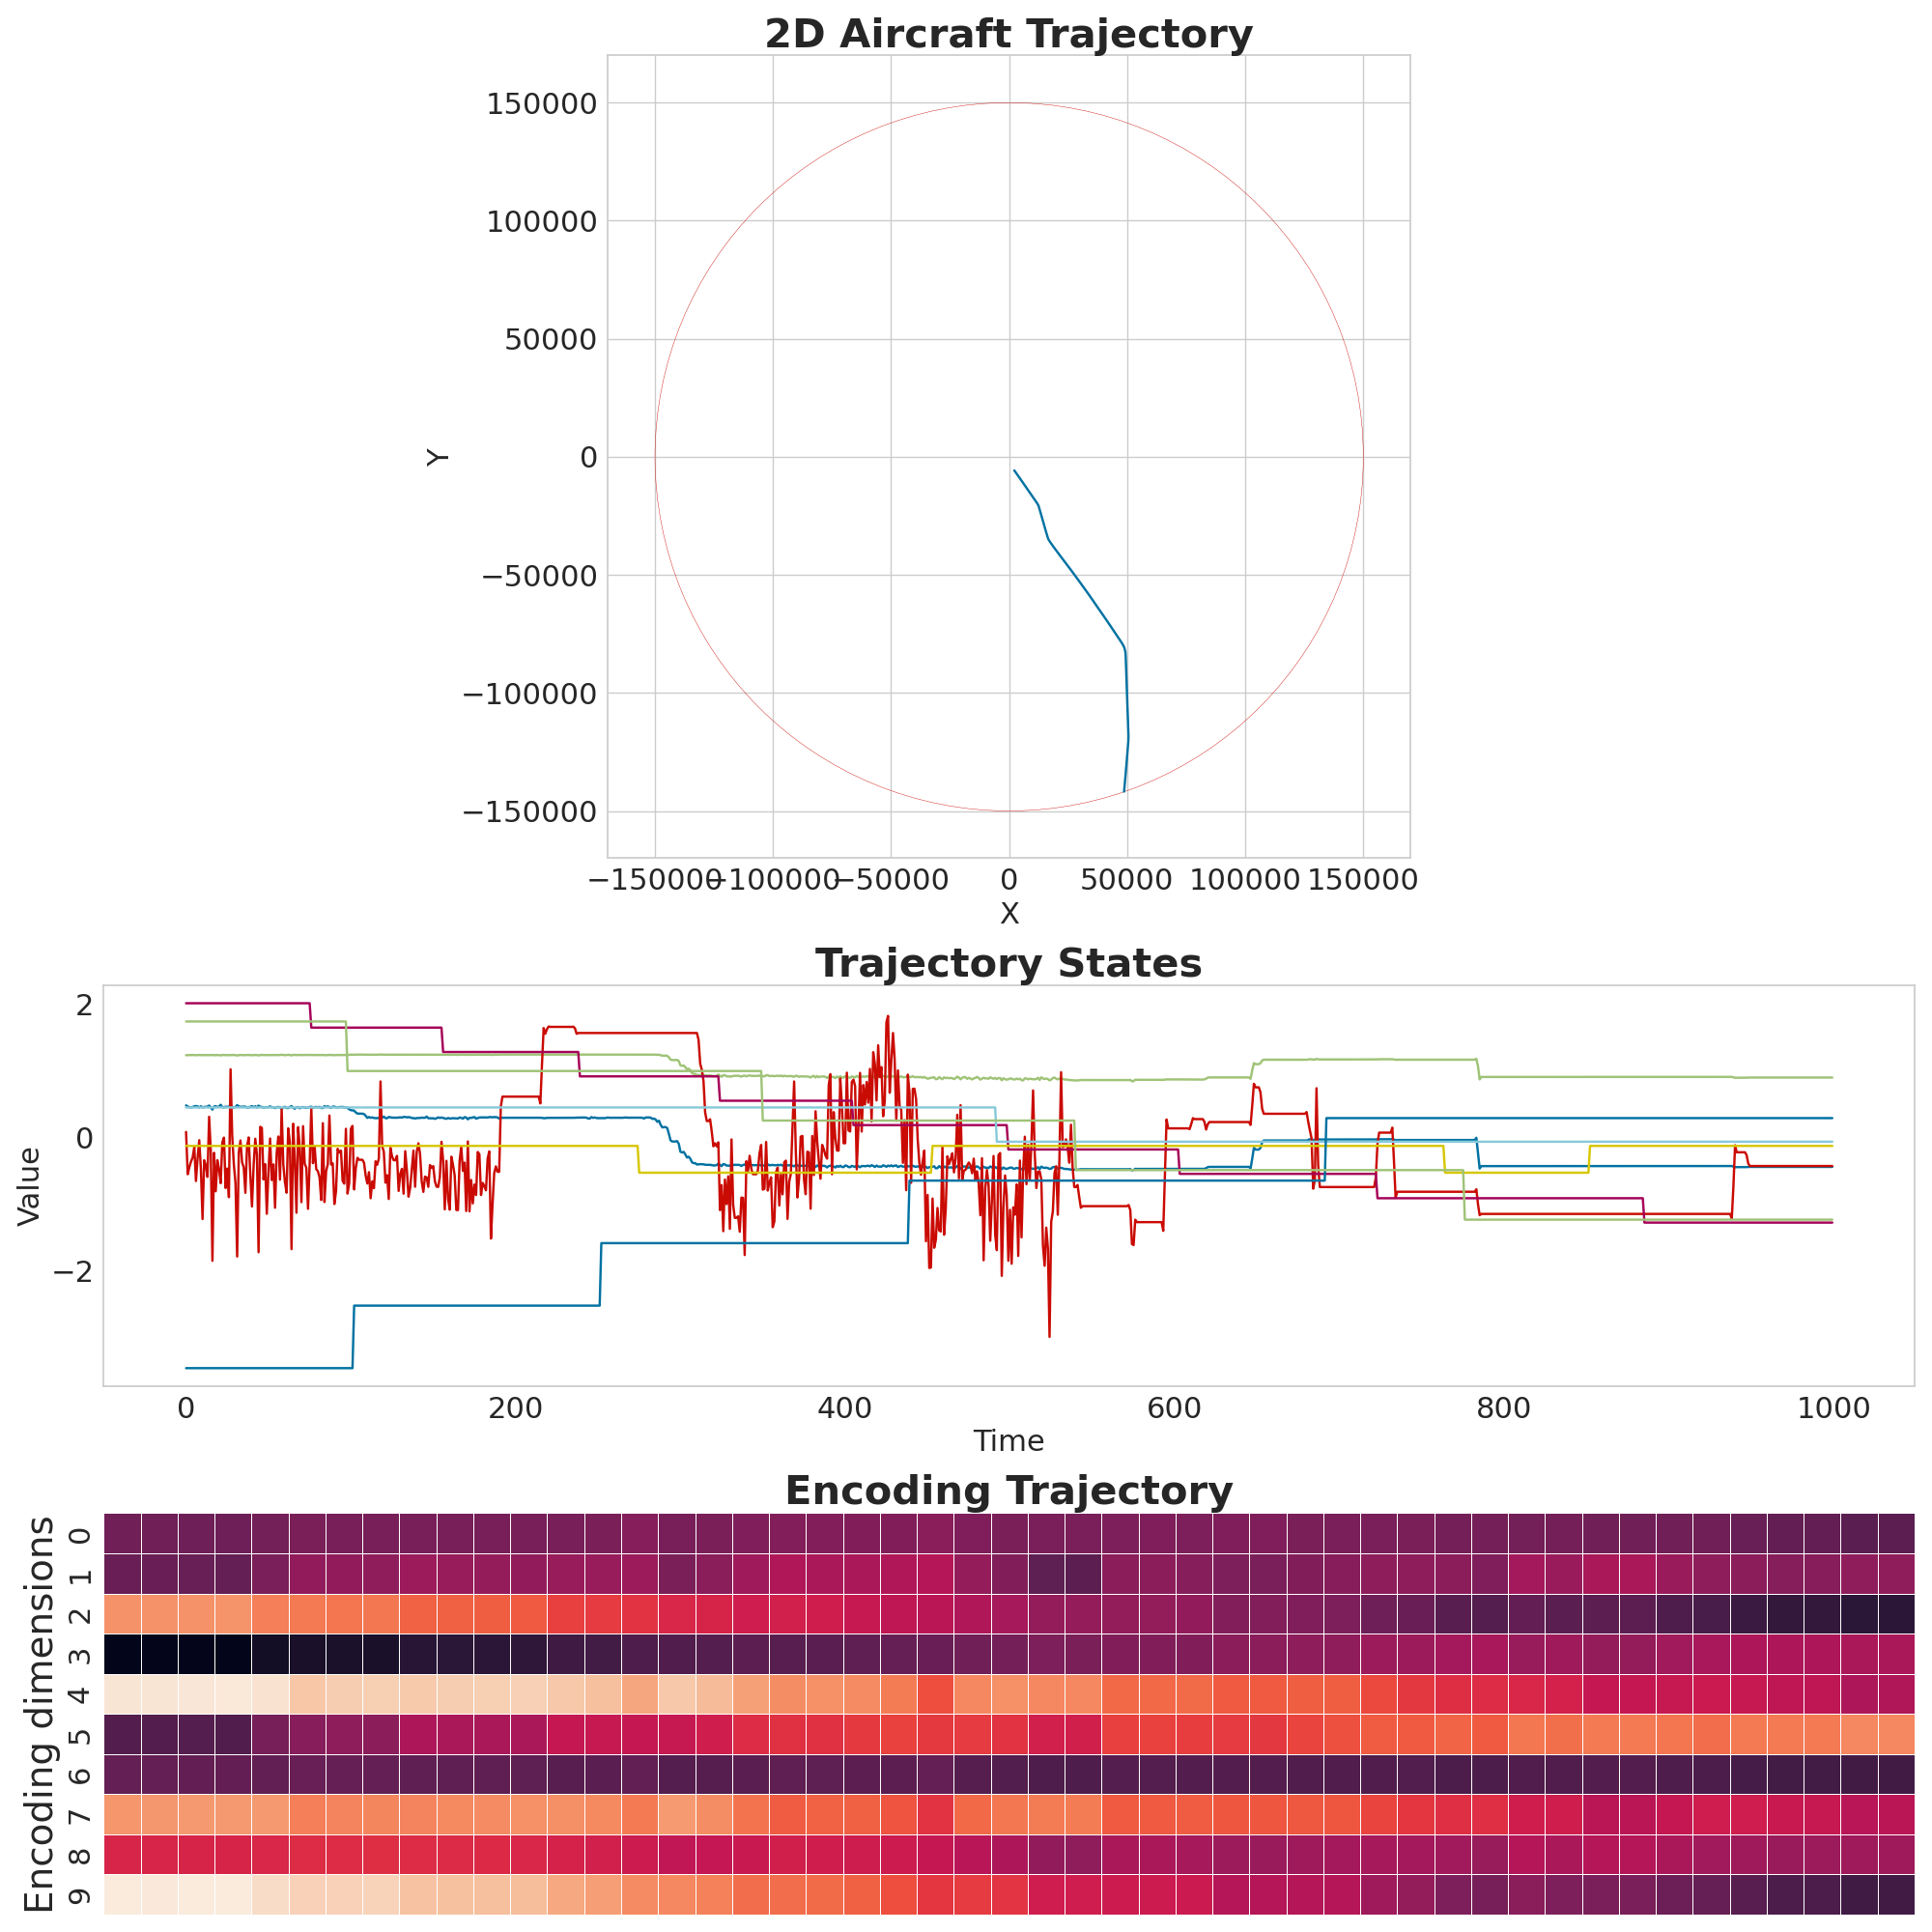 2D Aircraft Trajectory
150000
100000
50000
0
−50000
−100000
−150000
Y
−150000 −100000 −50000 0 50000 100000 150000
X
Trajectory States
2
0
−2
Value
0 200 400 600 800 1000
Time
Encoding Trajectory
Encoding dimensions
0
1
2
3
4
5
6
7
8
9